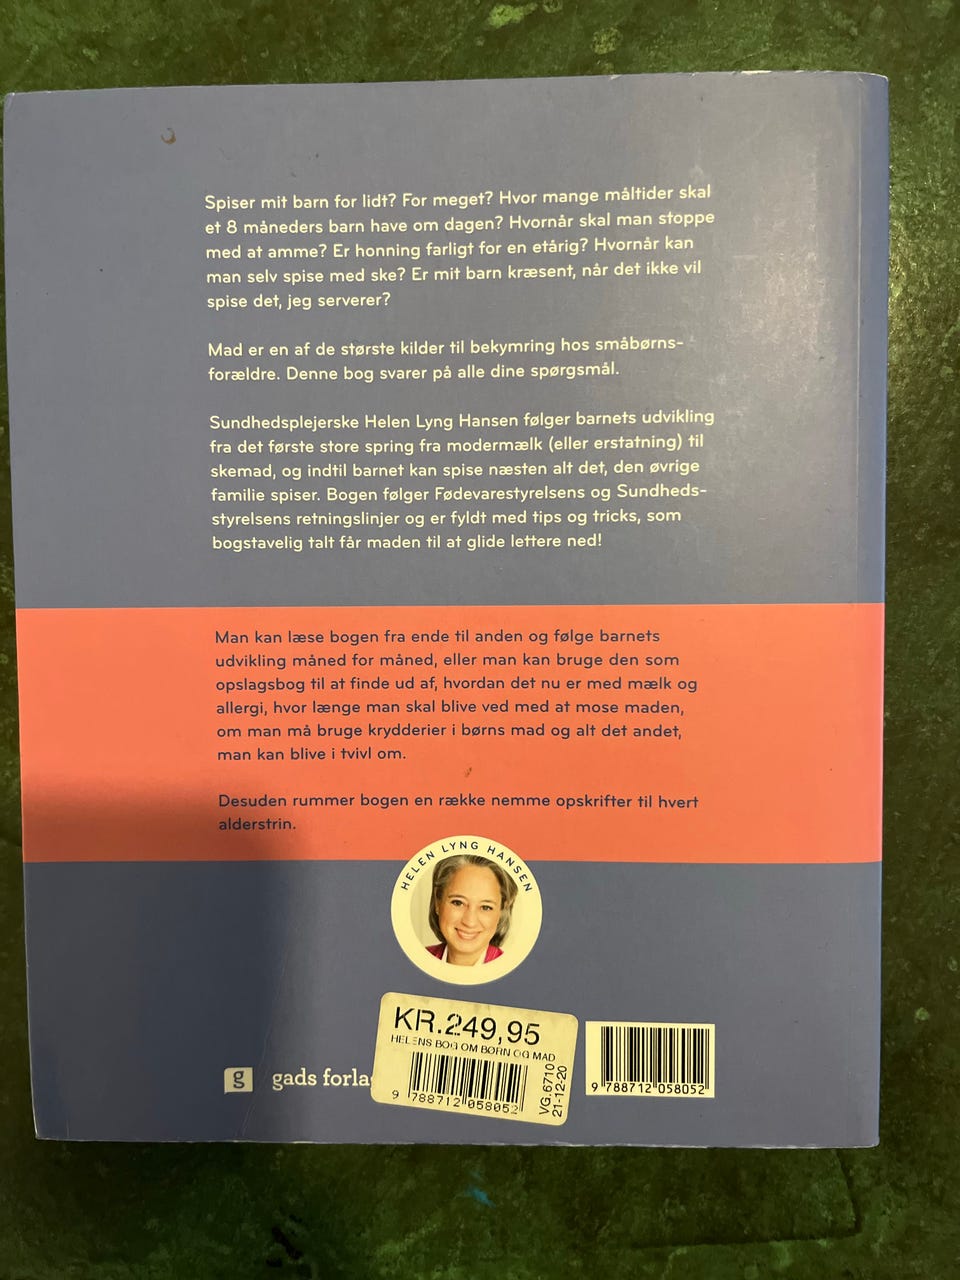 Spiser mit barn for lidt? For meget? Hvor mange måltider skal
et 8 måneders barn have om dagen? Hvornår skal man stoppe
med at amme? Er honning farligt for en etårig? Hvornår kan
man selv spise med ske? Er mit barn kræsent, når det ikke vil
spise det, jeg serverer?
Mad er en af de største kilder til bekymring hos småbørns-
forældre. Denne bog svarer på alle dine spørgsmål.
Sundhedsplejerske Helen Lyng Hansen følger barnets udvikling
fra det første store spring fra modermælk (eller erstatning) til
skemad, og indtil barnet kan spise næsten alt det, den øvrige
familie spiser. Bogen følger Fødevarestyrelsens og Sundheds-
styrelsens retningslinjer og er fyldt med tips og tricks, som
bogstavelig talt får maden til at glide lettere ned!
Man kan læse bogen fra ende til anden og følge barnets
udvikling måned for måned, eller man kan bruge den som
opslagsbog til at finde ud af, hvordan det nu er med mælk og
allergi, hvor længe man skal blive ved med at mose maden,
om man må bruge krydderier i børns mad og alt det andet,
man kan blive i tvivl om.
Desuden rummer bogen en række nemme opskrifter til hvert
alderstrin.
HELEN LYNG HANSEN
KR.249,95
HELENS BOG OM BØRN OG MAD
9 788712 058052
VG:6710
21-12-20
g gads forla
9 788712 058052